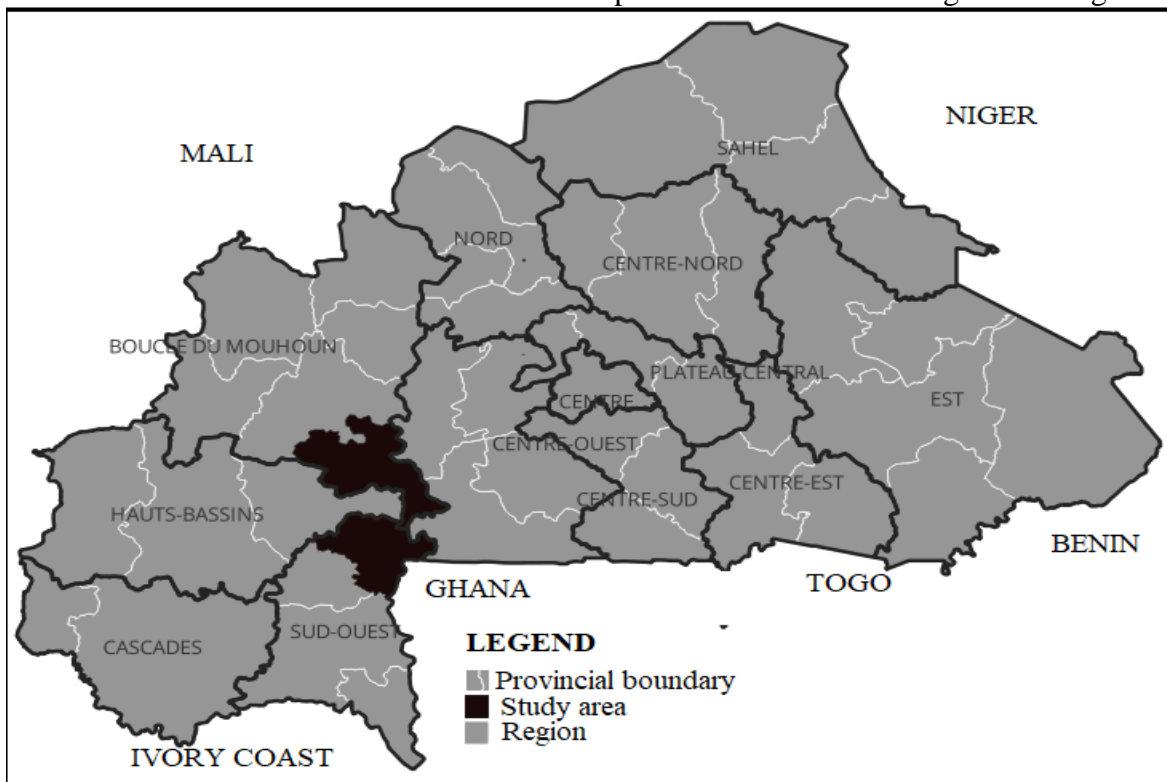 NIGER
MALI
SAHEL
NORD
CENTRE-NORD
BOUCLE DU MOUHOUN
PLATEAU-CENTRAL
CENTRE
EST
CENTRE-OUEST
CENTRE-EST
CENTRE-SUD
HAUTS-BASSINS
BENIN
TOGO
GHANA
SUD-OUEST
CASCADES
LEGEND
Provincial boundary
Study area
Region
IVORY COAST